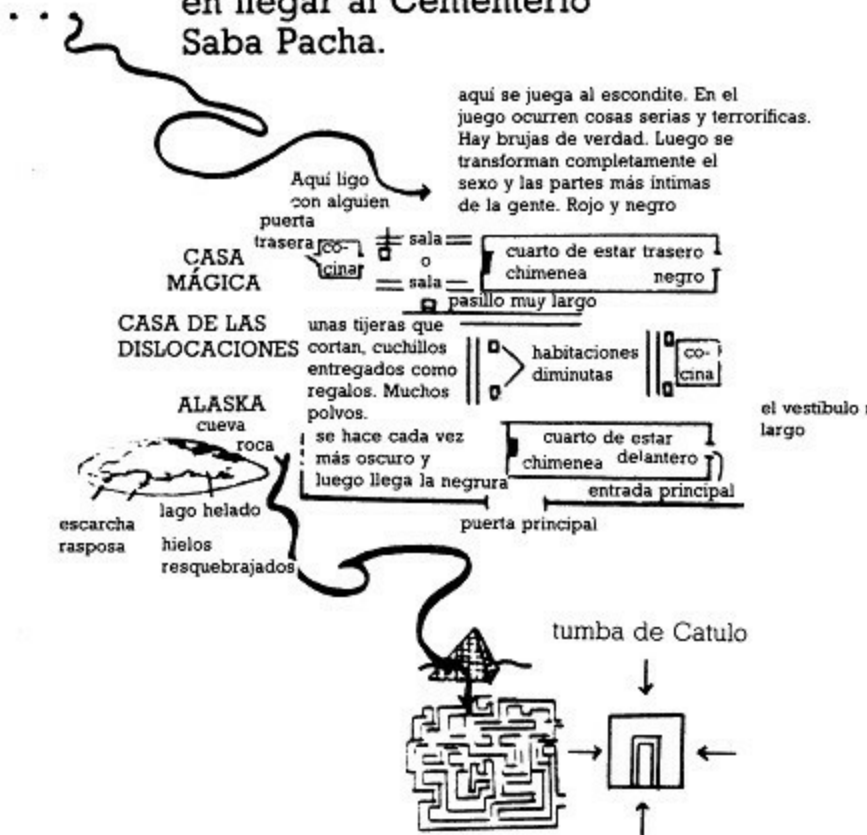 en llegar al Cementerio
Saba Pacha.
aquí se juega al escondite. En el
juego ocurren cosas serias y terroríficas.
Hay brujas de verdad. Luego se
transforman completamente el
sexo y las partes más íntimas
de la gente. Rojo y negro
Aquí ligo
con alguien
puerta
trasera
co-
cina
sala
o
sala
cuarto de estar trasero
chimenea negro
CASA
MÁGICA
pasillo muy largo
CASA DE LAS
DISLOCACIONES
unas tijeras que
cortan, cuchillos
entregados como
regalos. Muchos
polvos.
habitaciones
diminutas
co-
cina
el vestíbulo
largo
ALASKA
cueva
roca
se hace cada vez
más oscuro y
luego llega la negrura
cuarto de estar
chimenea delantero
entrada principal
puerta principal
lago helado
escarcha
rasposa
hielos
resquebrajados
tumba de Catulo